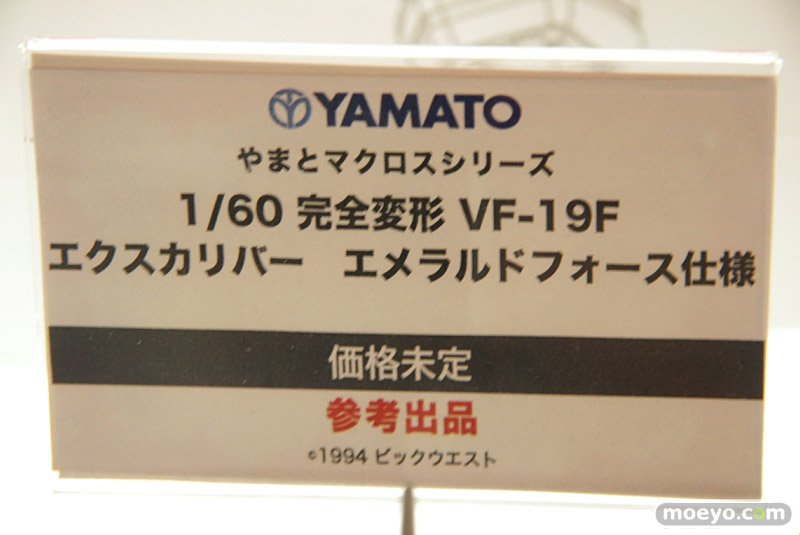 YAMATO
やまとマクロスシリーズ
1/60 完全変形 VF-19F
エクスカリバー　エメラルドフォース仕様
価格未定
参考出品
©1994 ビックウエスト
moeyo.com